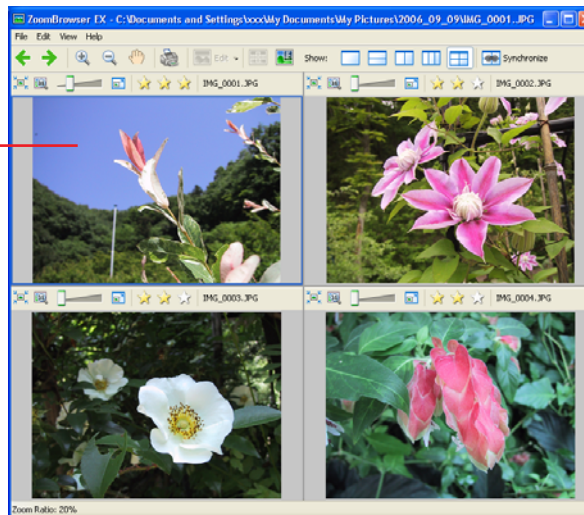 ZoomBrowser EX - C:\Documents and Settings\xxx\My Documents\My Pictures\2006_09_09\IMG_0001.JPG
File Edit View Help
Edit Show: Synchronize
IMG_0001.JPG IMG_0002.JPG
IMG_0003.JPG IMG_0004.JPG
Zoom Ratio: 20%